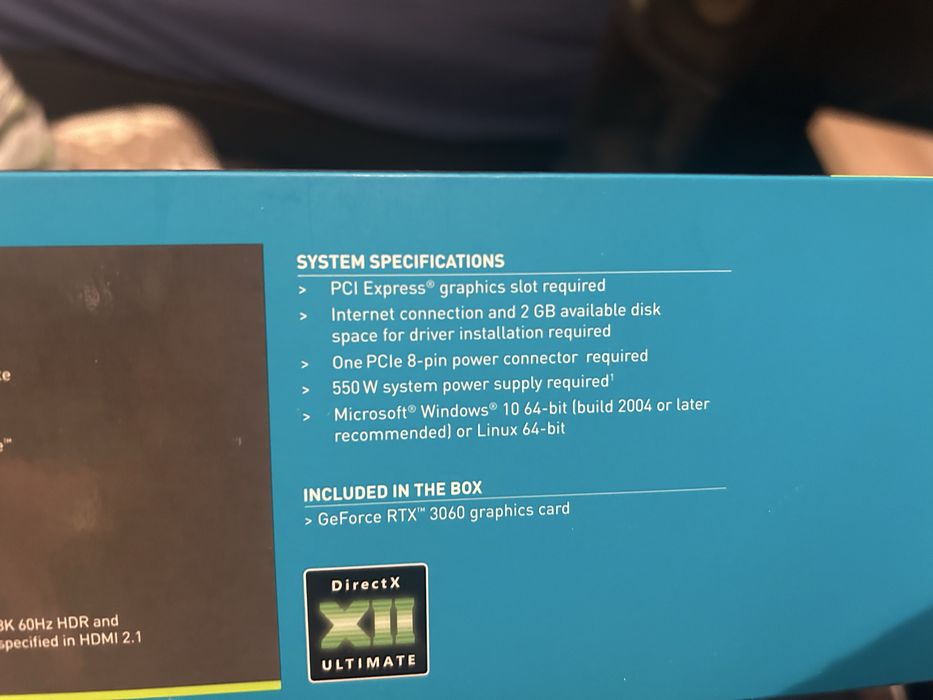 SYSTEM SPECIFICATIONS
> PCI Express® graphics slot required
> Internet connection and 2 GB available disk
space for driver installation required
> One PCIe 8-pin power connector required
> 550 W system power supply required¹
> Microsoft® Windows® 10 64-bit (build 2004 or later
recommended) or Linux 64-bit
INCLUDED IN THE BOX
> GeForce RTX™ 3060 graphics card
DirectX
XII
ULTIMATE
8K 60Hz HDR and
specified in HDMI 2.1